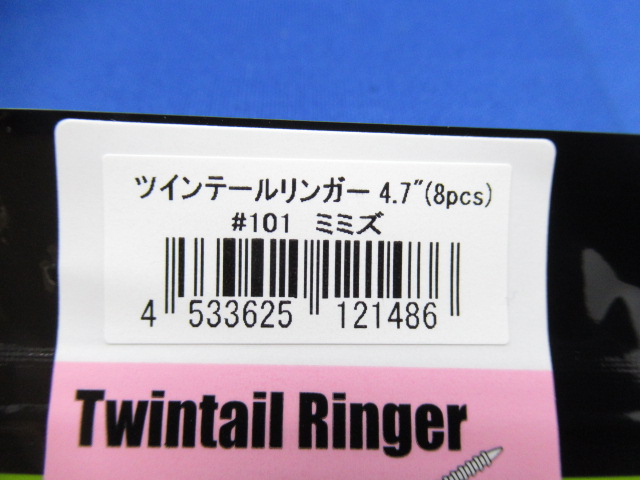 ツインテールリンガー 4.7"(8pcs)
#101 ミミズ
4 533625 121486
Twintail Ringer